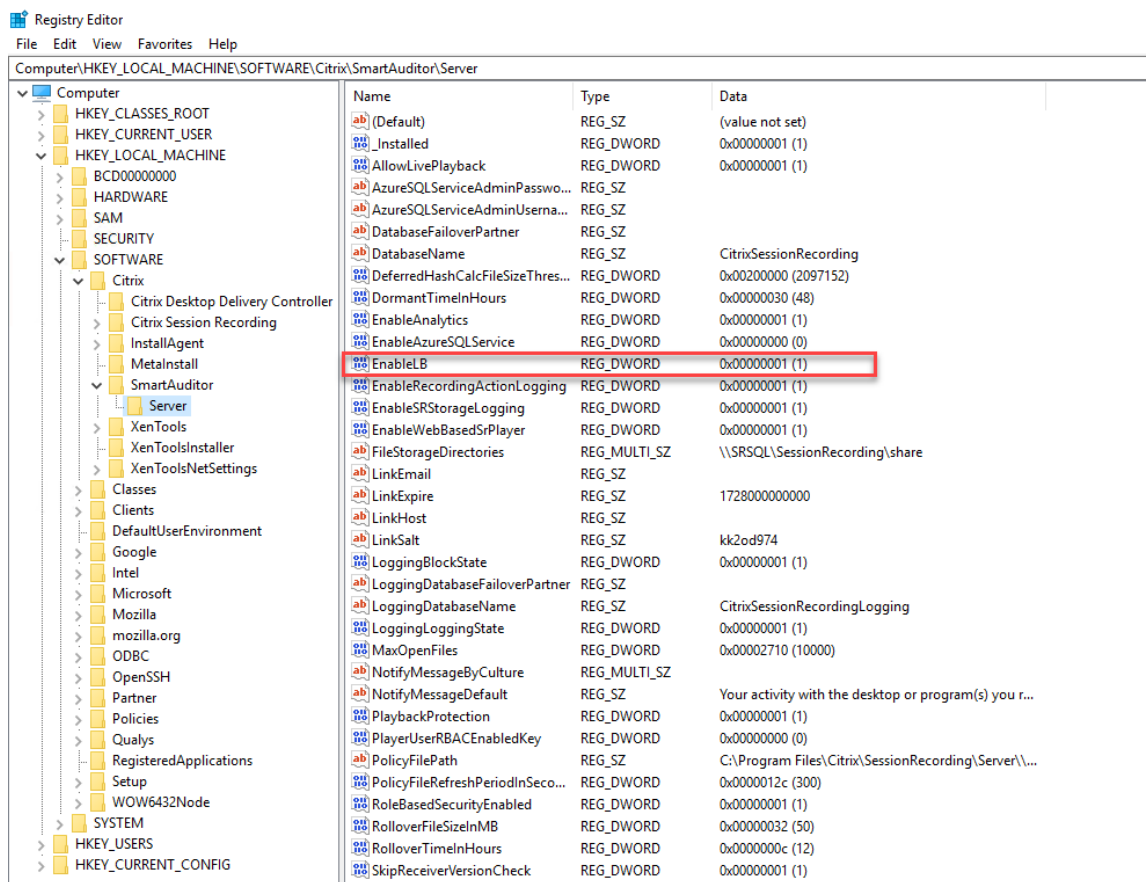 Registry Editor
File Edit View Favorites Help
Computer\HKEY_LOCAL_MACHINE\SOFTWARE\Citrix\SmartAuditor\Server
Computer
HKEY_CLASSES_ROOT
HKEY_CURRENT_USER
HKEY_LOCAL_MACHINE
BCD00000000
HARDWARE
SAM
SECURITY
SOFTWARE
Citrix
Citrix Desktop Delivery Controller
Citrix Session Recording
InstallAgent
MetaInstall
SmartAuditor
Server
XenTools
XenToolsInstaller
XenToolsNetSettings
Classes
Clients
DefaultUserEnvironment
Google
Intel
Microsoft
Mozilla
mozilla.org
ODBC
OpenSSH
Partner
Policies
Qualys
RegisteredApplications
Setup
WOW6432Node
SYSTEM
HKEY_USERS
HKEY_CURRENT_CONFIG
Name Type Data
(Default) REG_SZ (value not set)
_Installed REG_DWORD 0x00000001 (1)
AllowLivePlayback REG_DWORD 0x00000001 (1)
AzureSQLServiceAdminPasswo... REG_SZ
AzureSQLServiceAdminUserna... REG_SZ
DatabaseFailoverPartner REG_SZ
DatabaseName REG_SZ CitrixSessionRecording
DeferredHashCalcFileSizeThres... REG_DWORD 0x00200000 (2097152)
DormantTimeInHours REG_DWORD 0x00000030 (48)
EnableAnalytics REG_DWORD 0x00000001 (1)
EnableAzureSQLService REG_DWORD 0x00000000 (0)
EnableLB REG_DWORD 0x00000001 (1)
EnableRecordingActionLogging REG_DWORD 0x00000001 (1)
EnableSRStorageLogging REG_DWORD 0x00000001 (1)
EnableWebBasedSrPlayer REG_DWORD 0x00000001 (1)
FileStorageDirectories REG_MULTI_SZ \\SRSQL\SessionRecording\share
LinkEmail REG_SZ
LinkExpire REG_SZ 1728000000000
LinkHost REG_SZ
LinkSalt REG_SZ kk2od974
LoggingBlockState REG_DWORD 0x00000001 (1)
LoggingDatabaseFailoverPartner REG_SZ
LoggingDatabaseName REG_SZ CitrixSessionRecordingLogging
LoggingLoggingState REG_DWORD 0x00000001 (1)
MaxOpenFiles REG_DWORD 0x00002710 (10000)
NotifyMessageByCulture REG_MULTI_SZ
NotifyMessageDefault REG_SZ Your activity with the desktop or program(s) you r...
PlaybackProtection REG_DWORD 0x00000001 (1)
PlayerUserRBACEnabledKey REG_DWORD 0x00000000 (0)
PolicyFilePath REG_SZ C:\Program Files\Citrix\SessionRecording\Server\\...
PolicyFileRefreshPeriodInSeco... REG_DWORD 0x0000012c (300)
RoleBasedSecurityEnabled REG_DWORD 0x00000001 (1)
RolloverFileSizeInMB REG_DWORD 0x00000032 (50)
RolloverTimeInHours REG_DWORD 0x0000000c (12)
SkipReceiverVersionCheck REG_DWORD 0x00000001 (1)